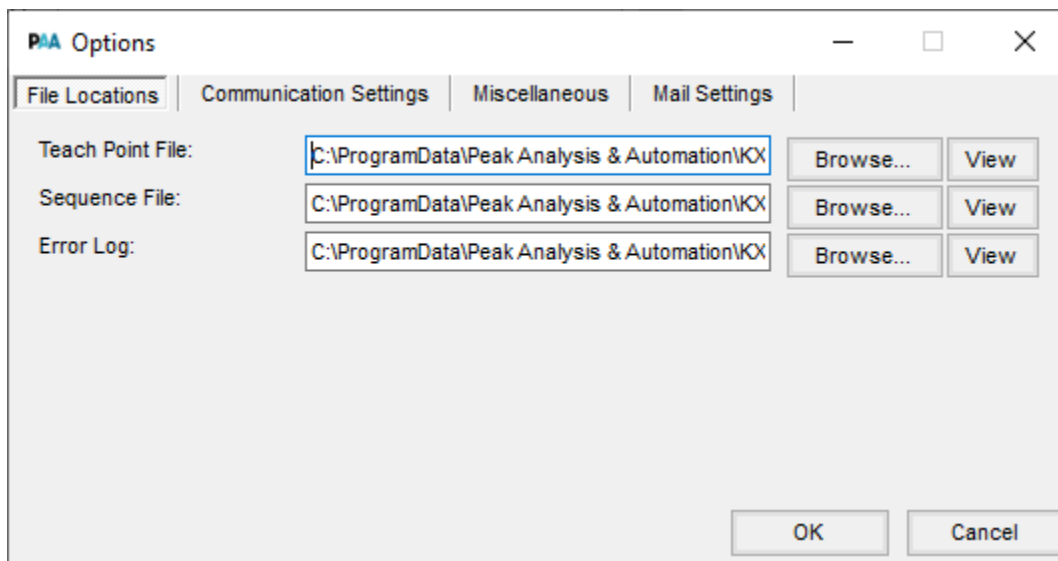 PAA Options
File Locations Communication Settings Miscellaneous Mail Settings
Teach Point File: C:\ProgramData\Peak Analysis & Automation\KX Browse... View
Sequence File: C:\ProgramData\Peak Analysis & Automation\KX Browse... View
Error Log: C:\ProgramData\Peak Analysis & Automation\KX Browse... View
OK Cancel